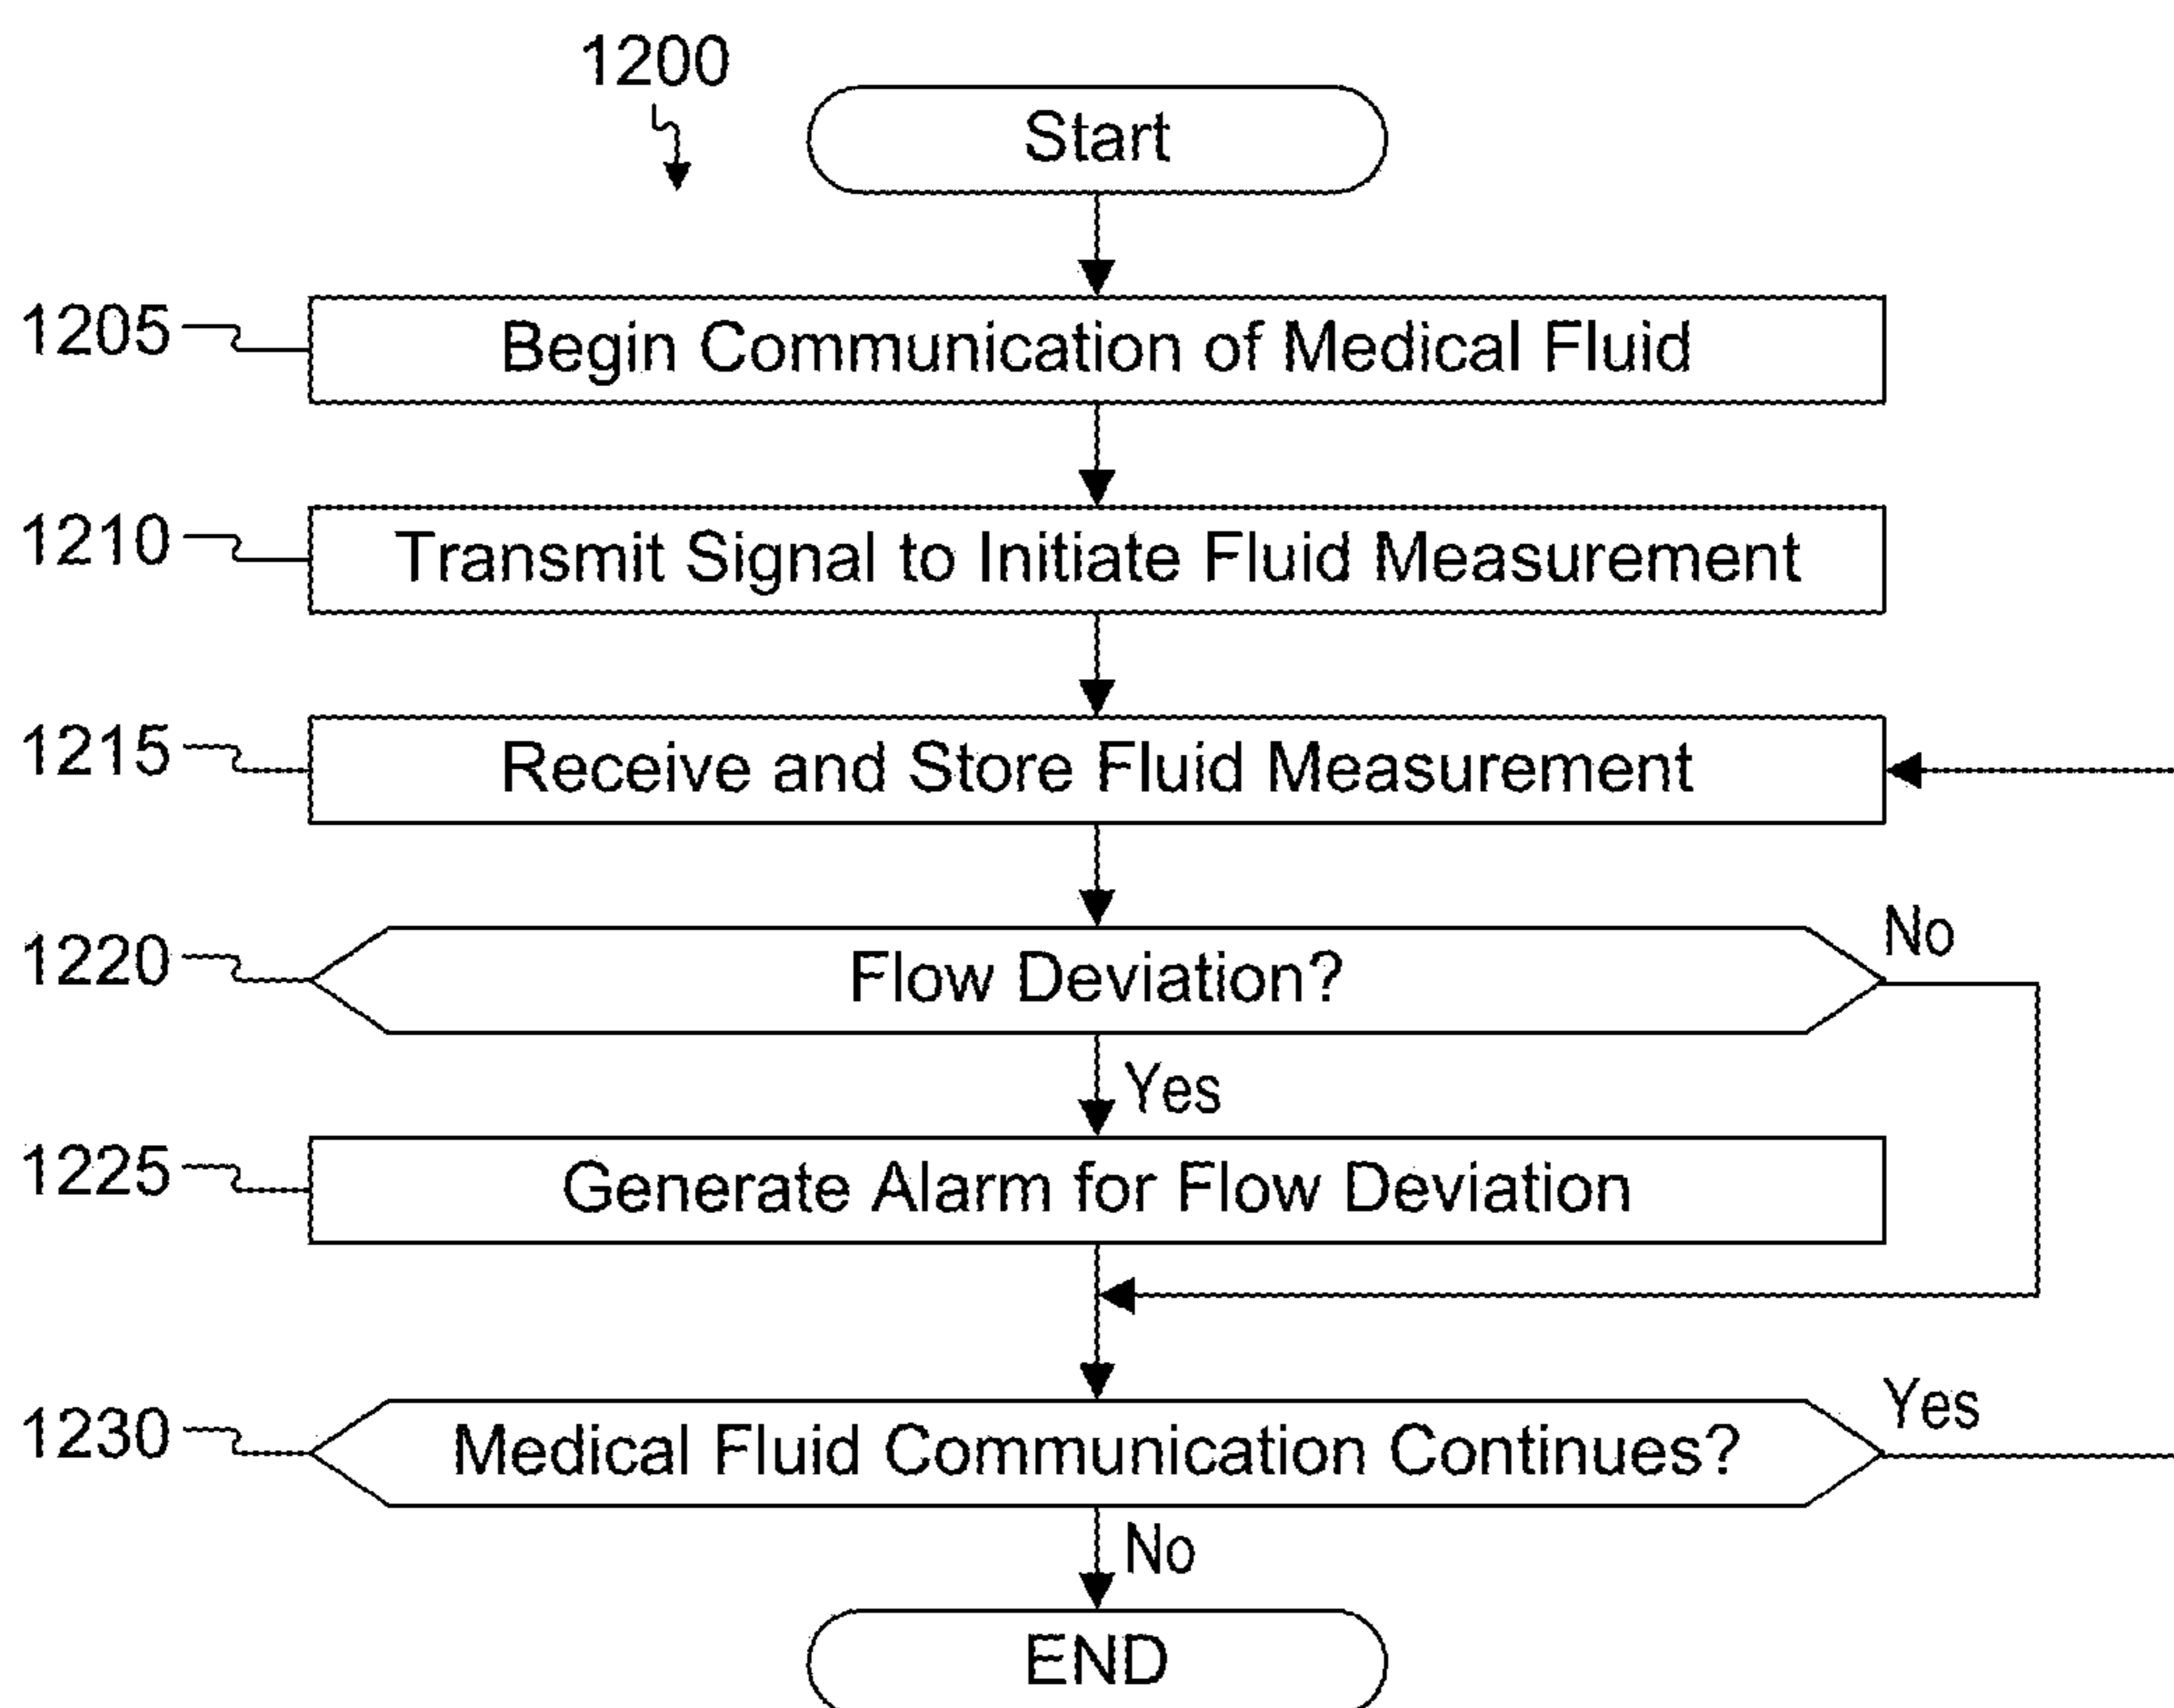 1200
Start
1205
Begin Communication of Medical Fluid
1210
Transmit Signal to Initiate Fluid Measurement
1215
Receive and Store Fluid Measurement
1220
Flow Deviation?
No
Yes
1225
Generate Alarm for Flow Deviation
1230
Medical Fluid Communication Continues?
Yes
No
END